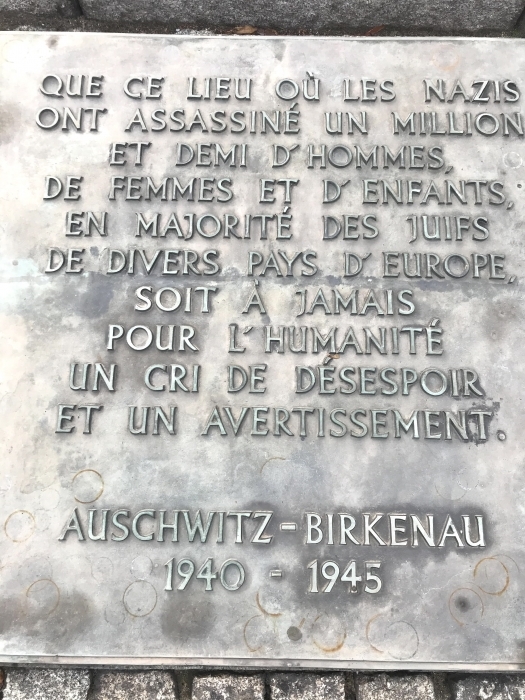 QUE CE LIEU OÙ LES NAZIS
ONT ASSASSINÉ UN MILLION
ET DEMI D'HOMMES,
DE FEMMES ET D'ENFANTS,
EN MAJORITÉ DES JUIFS
DE DIVERS PAYS D'EUROPE,
SOIT À JAMAIS
POUR L'HUMANITÉ
UN CRI DE DÉSESPOIR
ET UN AVERTISSEMENT.
AUSCHWITZ-BIRKENAU
1940 - 1945